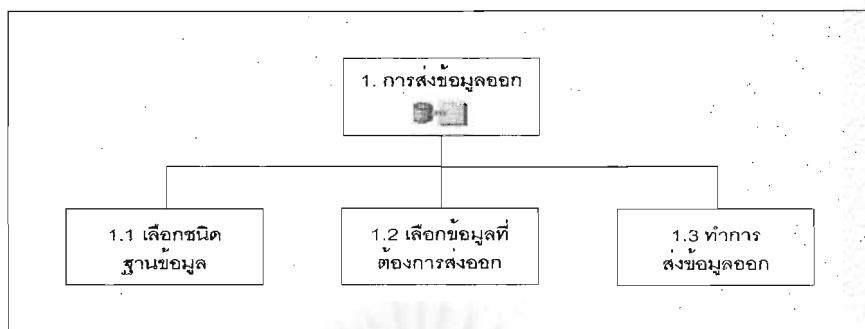 1. การส่งข้อมูลออก
1.1 เลือกชนิด
ฐานข้อมูล
1.2 เลือกข้อมูลที่
ต้องการส่งออก
1.3 ทำการ
ส่งข้อมูลออก